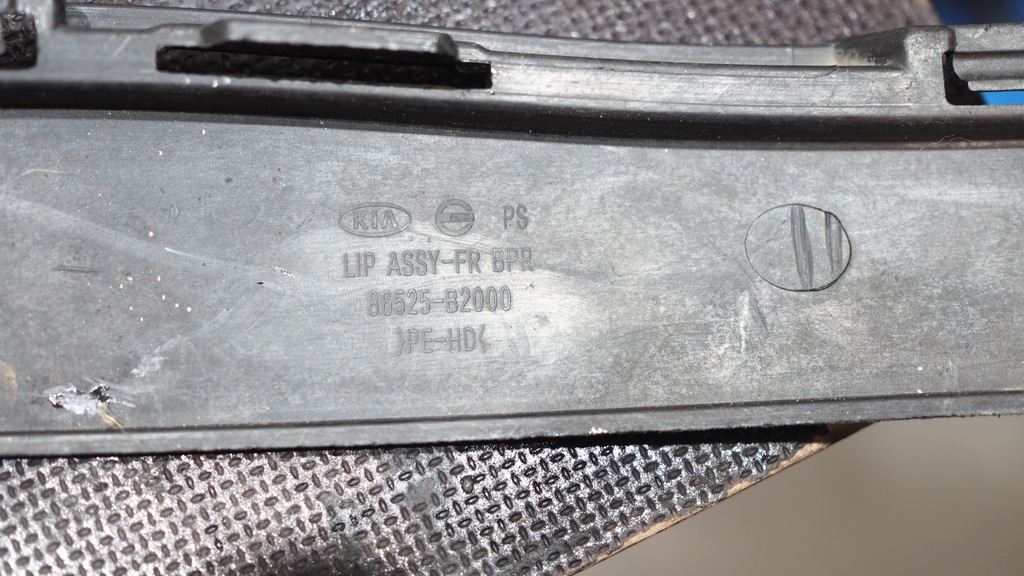 KIA PS
LIP ASSY-FR BPR
86525-B2000
>PE-HD<